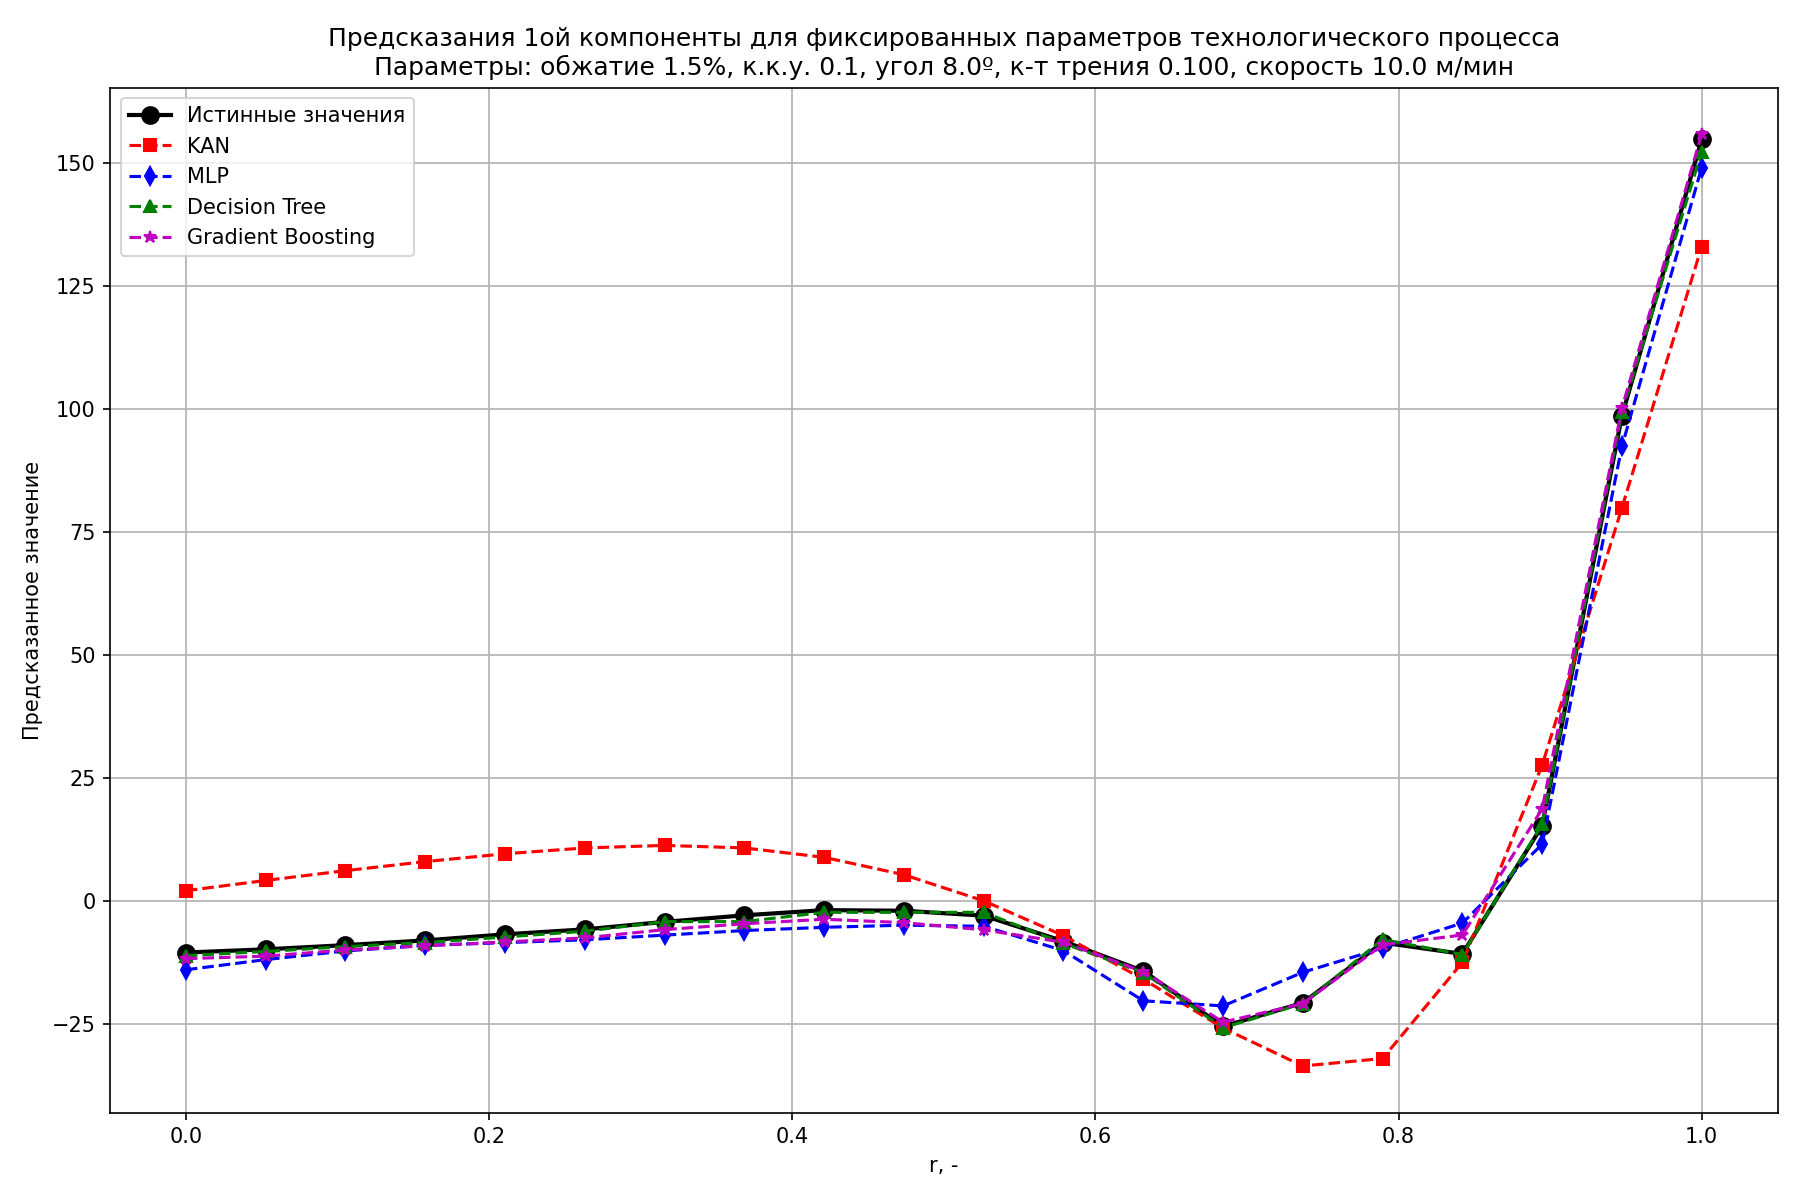 Предсказания 1ой компоненты для фиксированных параметров технологического процесса
Параметры: обжатие 1.5%, к.к.у. 0.1, угол 8.0º, к-т трения 0.100, скорость 10.0 м/мин
Истинные значения
KAN
MLP
Decision Tree
Gradient Boosting
Предсказанное значение
150
125
100
75
50
25
0
−25
0.0
0.2
0.4
0.6
0.8
1.0
r, -